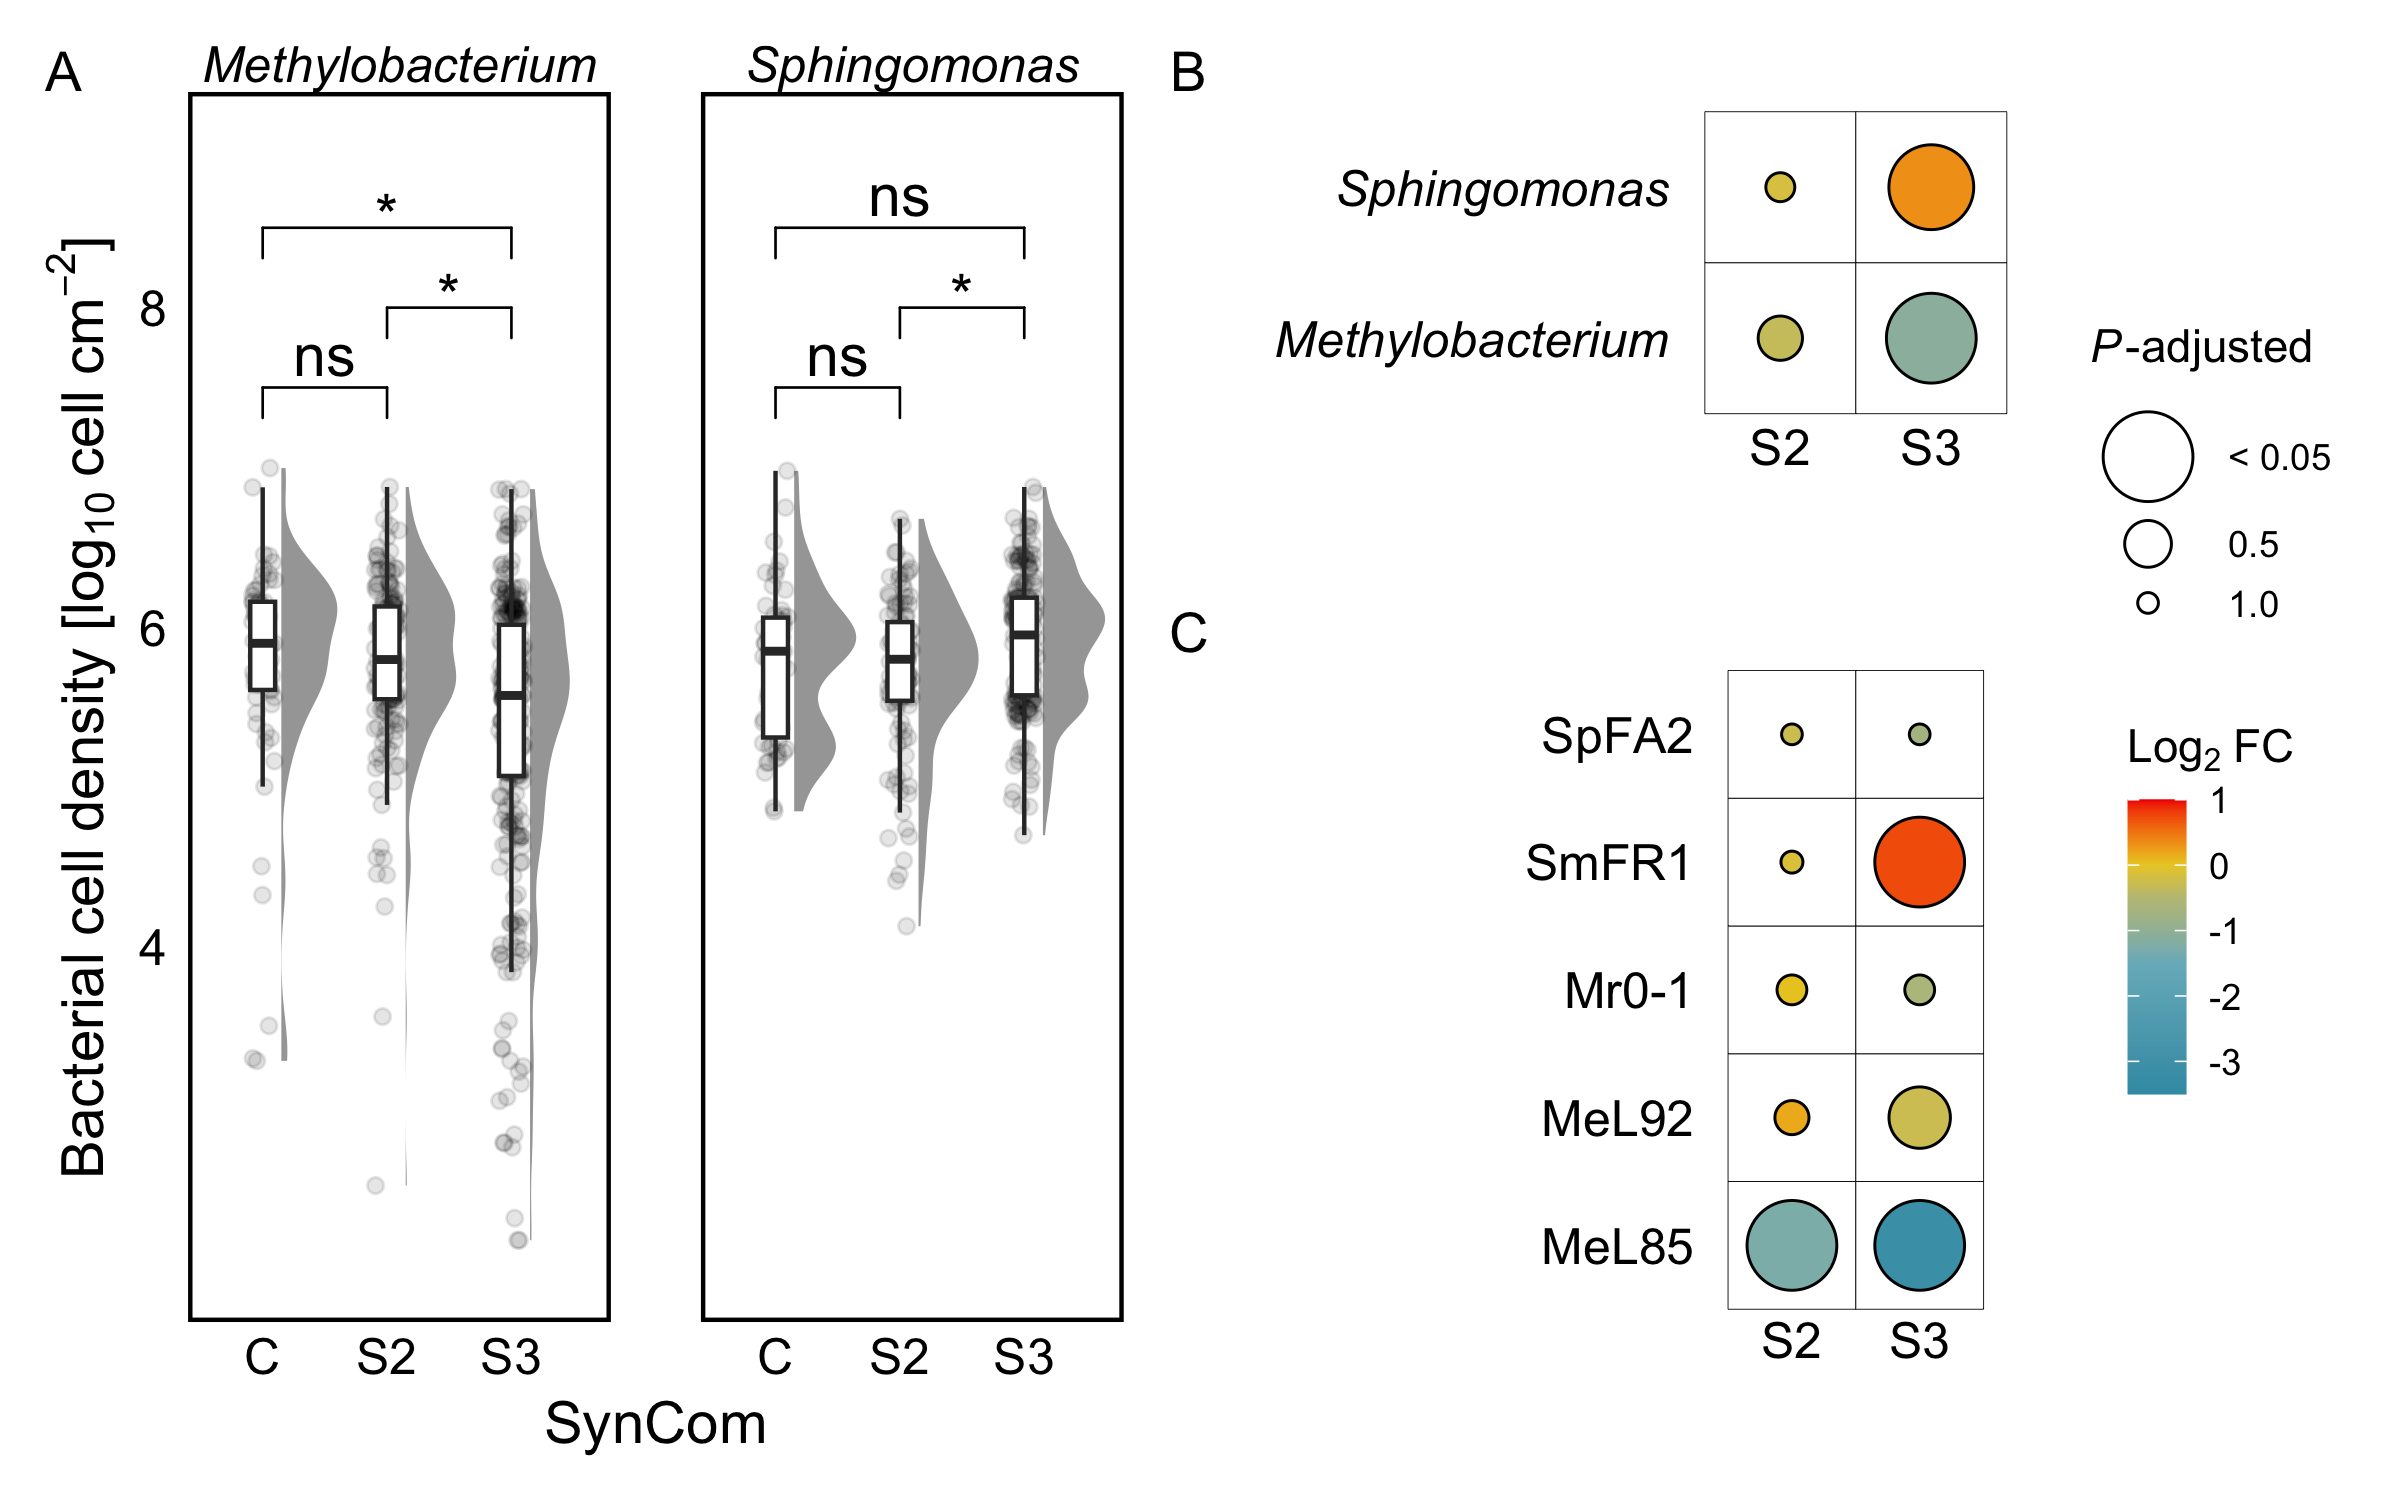 A
Methylobacterium
Sphingomonas
Bacterial cell density [log₁₀ cell cm⁻²]
8
6
4
*
*
ns
ns
*
ns
C S2 S3
C S2 S3
SynCom
B
Sphingomonas
Methylobacterium
S2 S3
P-adjusted
< 0.05
0.5
1.0
C
SpFA2
SmFR1
Mr0-1
MeL92
MeL85
S2 S3
Log₂ FC
1
0
-1
-2
-3